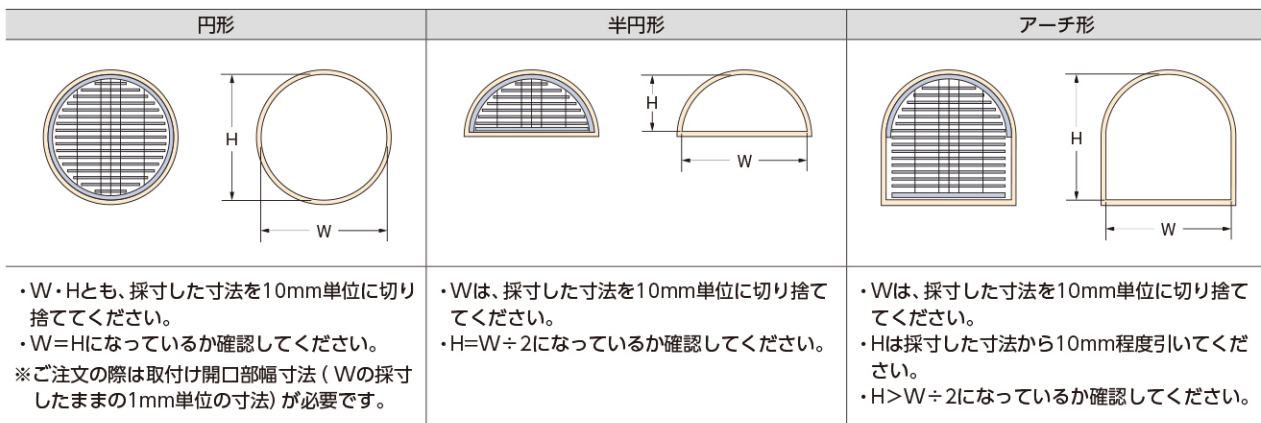 円形
半円形
アーチ形
H
W
H
W
H
W
・W・Hとも、採寸した寸法を10mm単位に切り
捨ててください。
・W＝Hになっているか確認してください。
※ご注文の際は取付け開口部幅寸法（Wの採寸
したままの1mm単位の寸法）が必要です。
・Wは、採寸した寸法を10mm単位に切り捨て
てください。
・H=W÷2になっているか確認してください。
・Wは、採寸した寸法を10mm単位に切り捨て
てください。
・Hは採寸した寸法から10mm程度引いてくだ
さい。
・H＞W÷2になっているか確認してください。